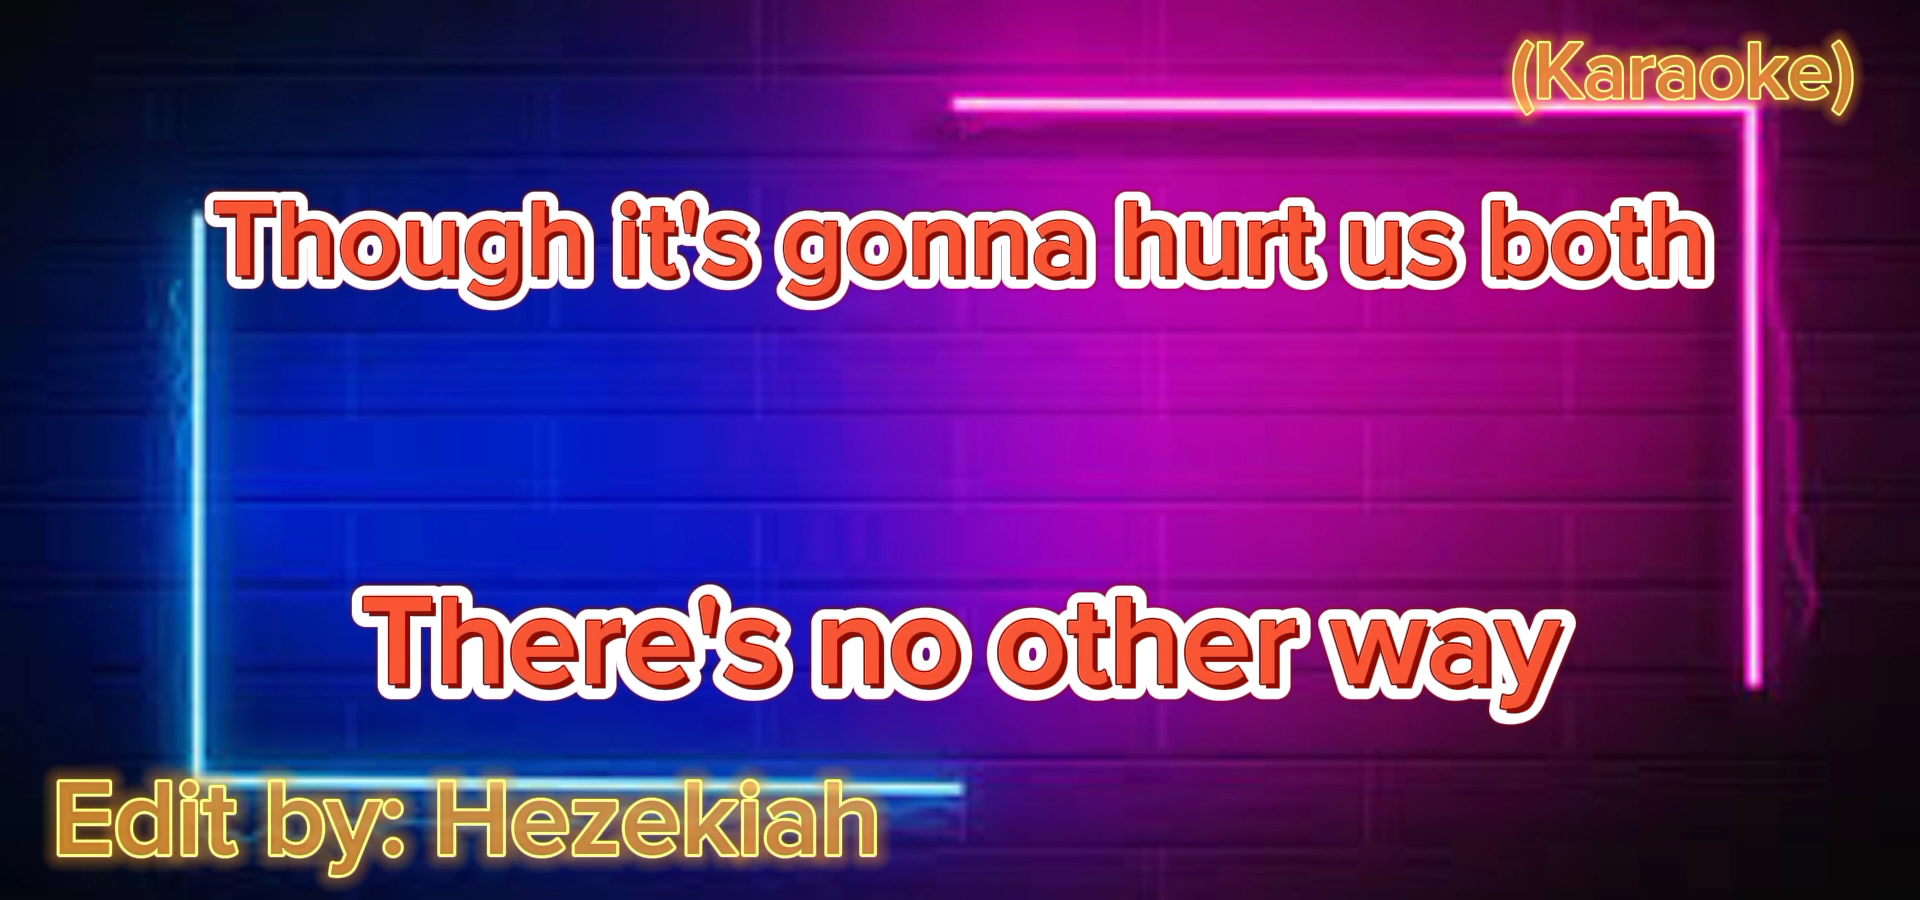 (Karaoke)
Though it's gonna hurt us both
There's no other way
Edit by: Hezekiah